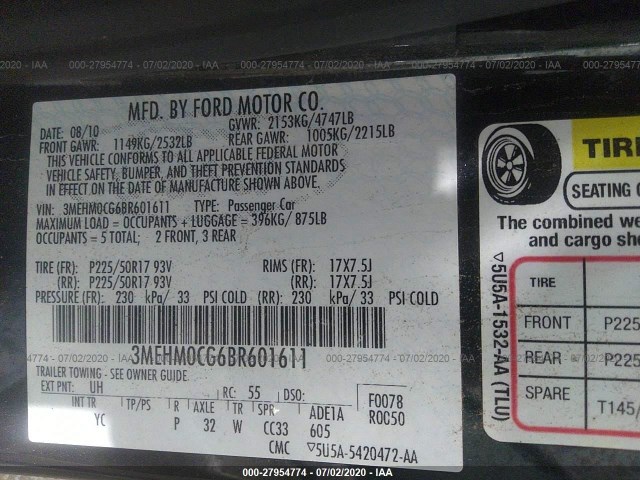 000-27954774 - 07/02/2020 - IAA
MFD. BY FORD MOTOR CO.
DATE: 08/10 GVWR: 2153KG/4747LB
FRONT GAWR: 1149KG/2532LB REAR GAWR: 1005KG/2215LB
THIS VEHICLE CONFORMS TO ALL APPLICABLE FEDERAL MOTOR
VEHICLE SAFETY, BUMPER, AND THEFT PREVENTION STANDARDS
IN EFFECT ON THE DATE OF MANUFACTURE SHOWN ABOVE.
VIN: 3MEHM0CG6BR601611 TYPE: Passenger Car
MAXIMUM LOAD = OCCUPANTS + LUGGAGE = 396KG/ 875LB
OCCUPANTS = 5 TOTAL; 2 FRONT, 3 REAR
TIRE (FR): P225/50R17 93V RIMS (FR): 17X7.5J
(RR): P225/50R17 93V (RR): 17X7.5J
PRESSURE (FR): 230 kPa/ 33 PSI COLD (RR): 230 kPa/ 33 PSI COLD
3MEHM0CG6BR601611
TRAILER TOWING - SEE OWNER GUIDE
EXT PNT: UH RC: 55 DSO: F0078
INT TR TP/PS R AXLE TR SPR ADE1A R0C50
YC P 32 W CC33 605
CMC ▽5U5A-5420472-AA
TIRE
SEATING
The combined
and cargo
TIRE
FRONT P225
REAR P225
SPARE T145/
▽5U5A-1532-AA (TLU)
000-27954774 - 07/02/2020 - IAA